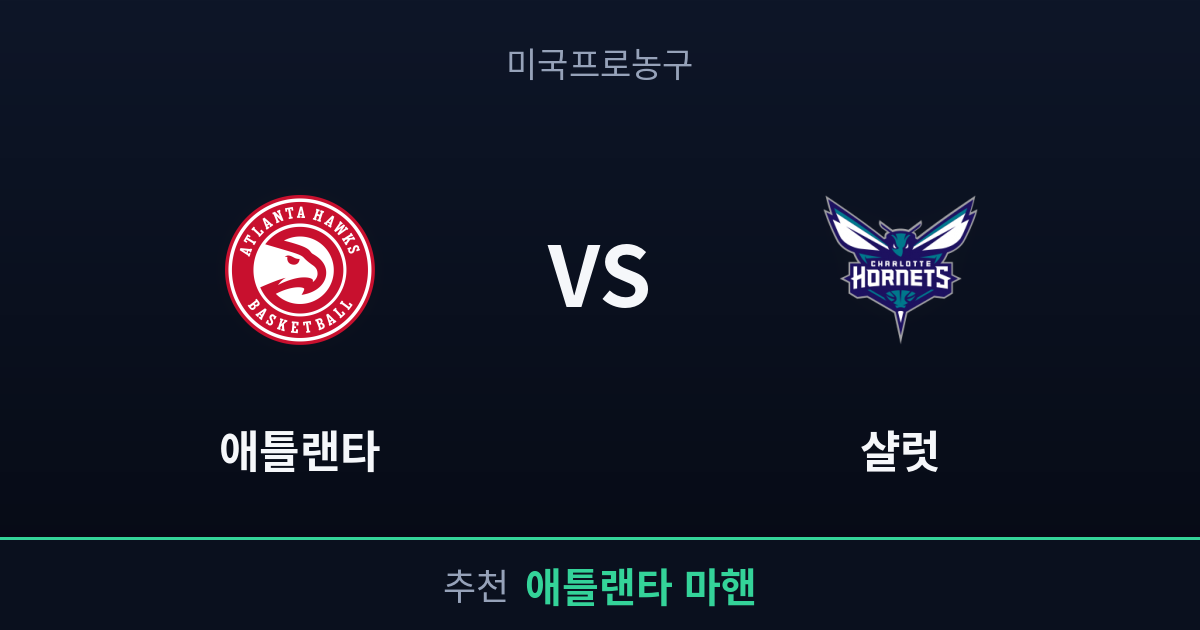 미국프로농구
ATLANTA HAWKS
BASKETBALL
VS
CHARLOTTE
HORNETS
애틀랜타
샬럿
추천 애틀랜타 마핸